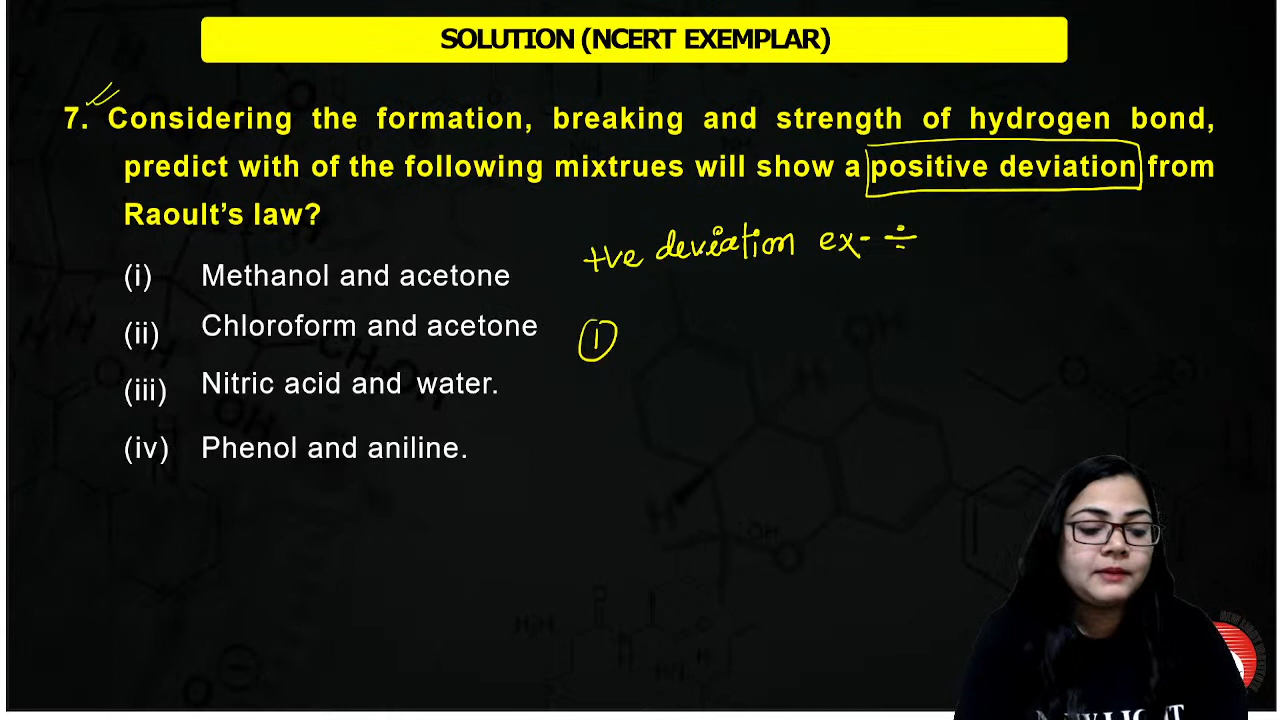 SOLUTION (NCERT EXEMPLAR)
7. Considering the formation, breaking and strength of hydrogen bond,
predict with of the following mixtrues will show a positive deviation from
Raoult's law?
+ve deviation ex- ÷
(i) Methanol and acetone
(ii) Chloroform and acetone
①
(iii) Nitric acid and water.
(iv) Phenol and aniline.